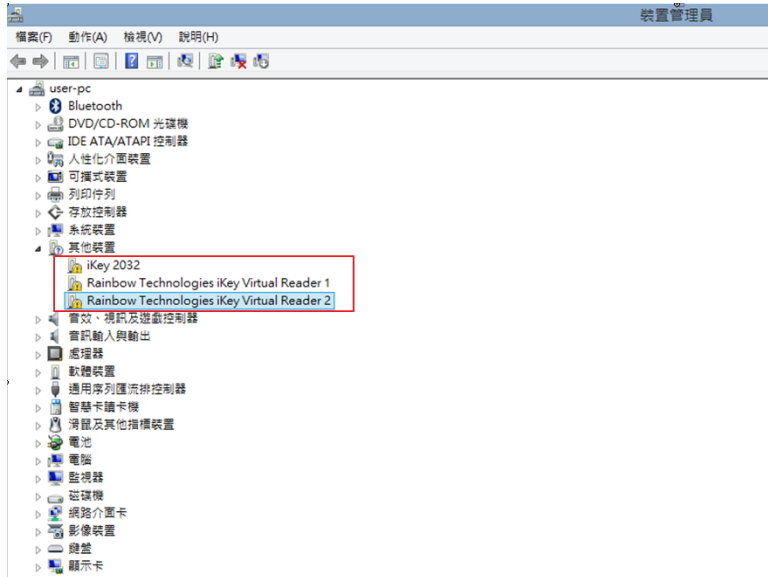 裝置管理員
檔案(F) 動作(A) 檢視(V) 說明(H)
user-pc
Bluetooth
DVD/CD-ROM 光碟機
IDE ATA/ATAPI 控制器
人性化介面裝置
可攜式裝置
列印佇列
存放控制器
系統裝置
其他裝置
iKey 2032
Rainbow Technologies iKey Virtual Reader 1
Rainbow Technologies iKey Virtual Reader 2
音效、視訊及遊戲控制器
音訊輸入與輸出
處理器
軟體裝置
通用序列匯流排控制器
智慧卡讀卡機
滑鼠及其他指標裝置
電池
電腦
監視器
磁碟機
網路介面卡
影像裝置
鍵盤
顯示卡